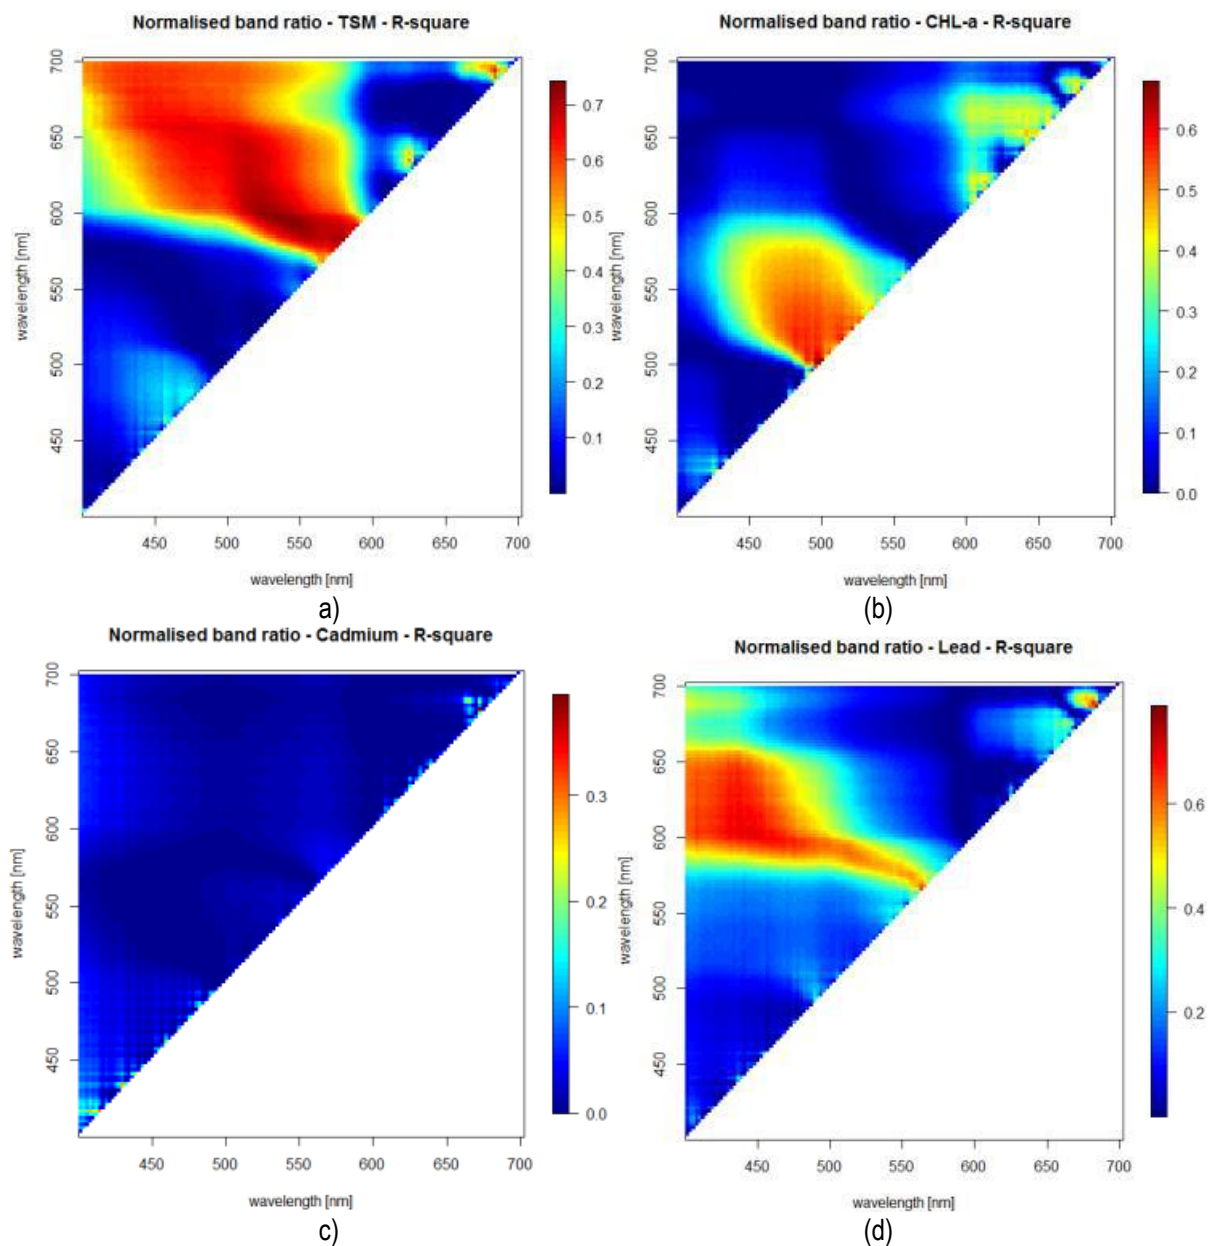 Normalised band ratio - TSM - R-square
wavelength [nm]
700
650
600
550
500
450
450 500 550 600 650 700
wavelength [nm]
0.7
0.6
0.5
0.4
0.3
0.2
0.1
a)
Normalised band ratio - CHL-a - R-square
wavelength [nm]
700
650
600
550
500
450
450 500 550 600 650 700
wavelength [nm]
0.6
0.5
0.4
0.3
0.2
0.1
0.0
(b)
Normalised band ratio - Cadmium - R-square
wavelength [nm]
700
650
600
550
500
450
450 500 550 600 650 700
wavelength [nm]
0.3
0.2
0.1
0.0
c)
Normalised band ratio - Lead - R-square
wavelength [nm]
700
650
600
550
500
450
450 500 550 600 650 700
wavelength [nm]
0.6
0.4
0.2
(d)